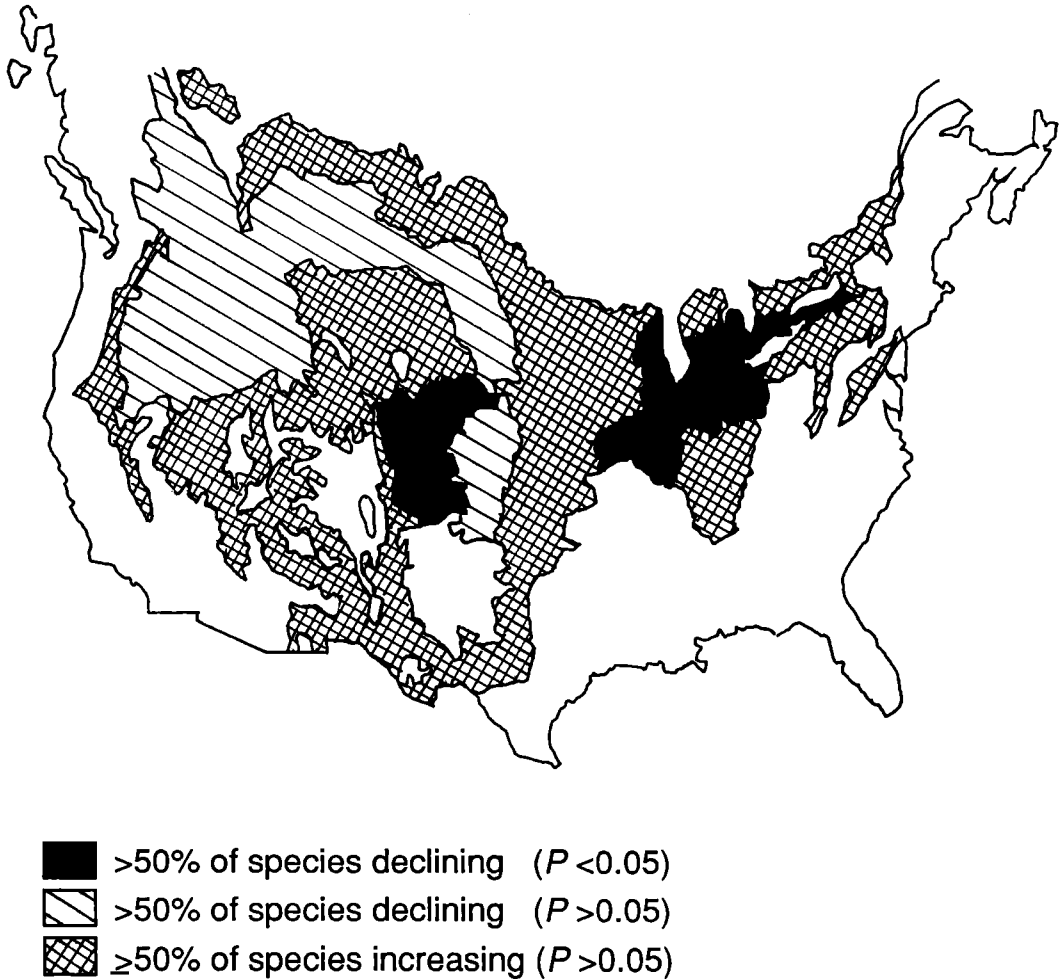 >50% of species declining (P <0.05)
>50% of species declining (P >0.05)
≥50% of species increasing (P >0.05)